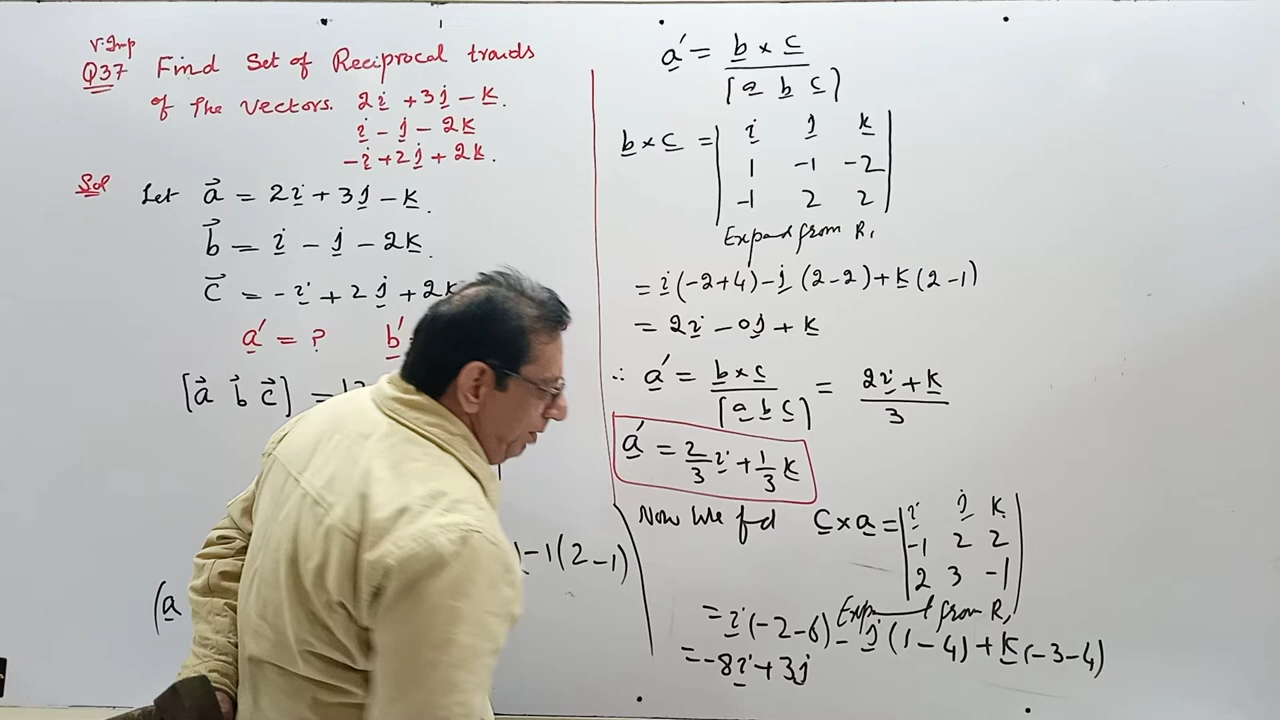 V.Imp
Q37 Find Set of Reciprocal traids
of The Vectors. 2i + 3j - k.
i - j - 2k
-i + 2j + 2k.
Sol Let a⃗ = 2i + 3j - k.
b⃗ = i - j - 2k.
c⃗ = -i + 2j + 2k
a′ = ? b′
[a⃗ b⃗ c⃗] =
-1(2-1)
(a
a′ = b × c / [a b c]
b × c = | i j k |
| 1 -1 -2 |
| -1 2 2 |
Expand from R₁
= i(-2+4) - j(2-2) + k(2-1)
= 2i - 0j + k
∴ a′ = b×c / [a b c] = 2i + k / 3
a′ = 2/3 i + 1/3 k
Now We fnd c × a = | i j k |
| -1 2 2 |
| 2 3 -1 |
Expand from R₁
= i(-2-6) - j(1-4) + k(-3-4)
= -8i + 3j